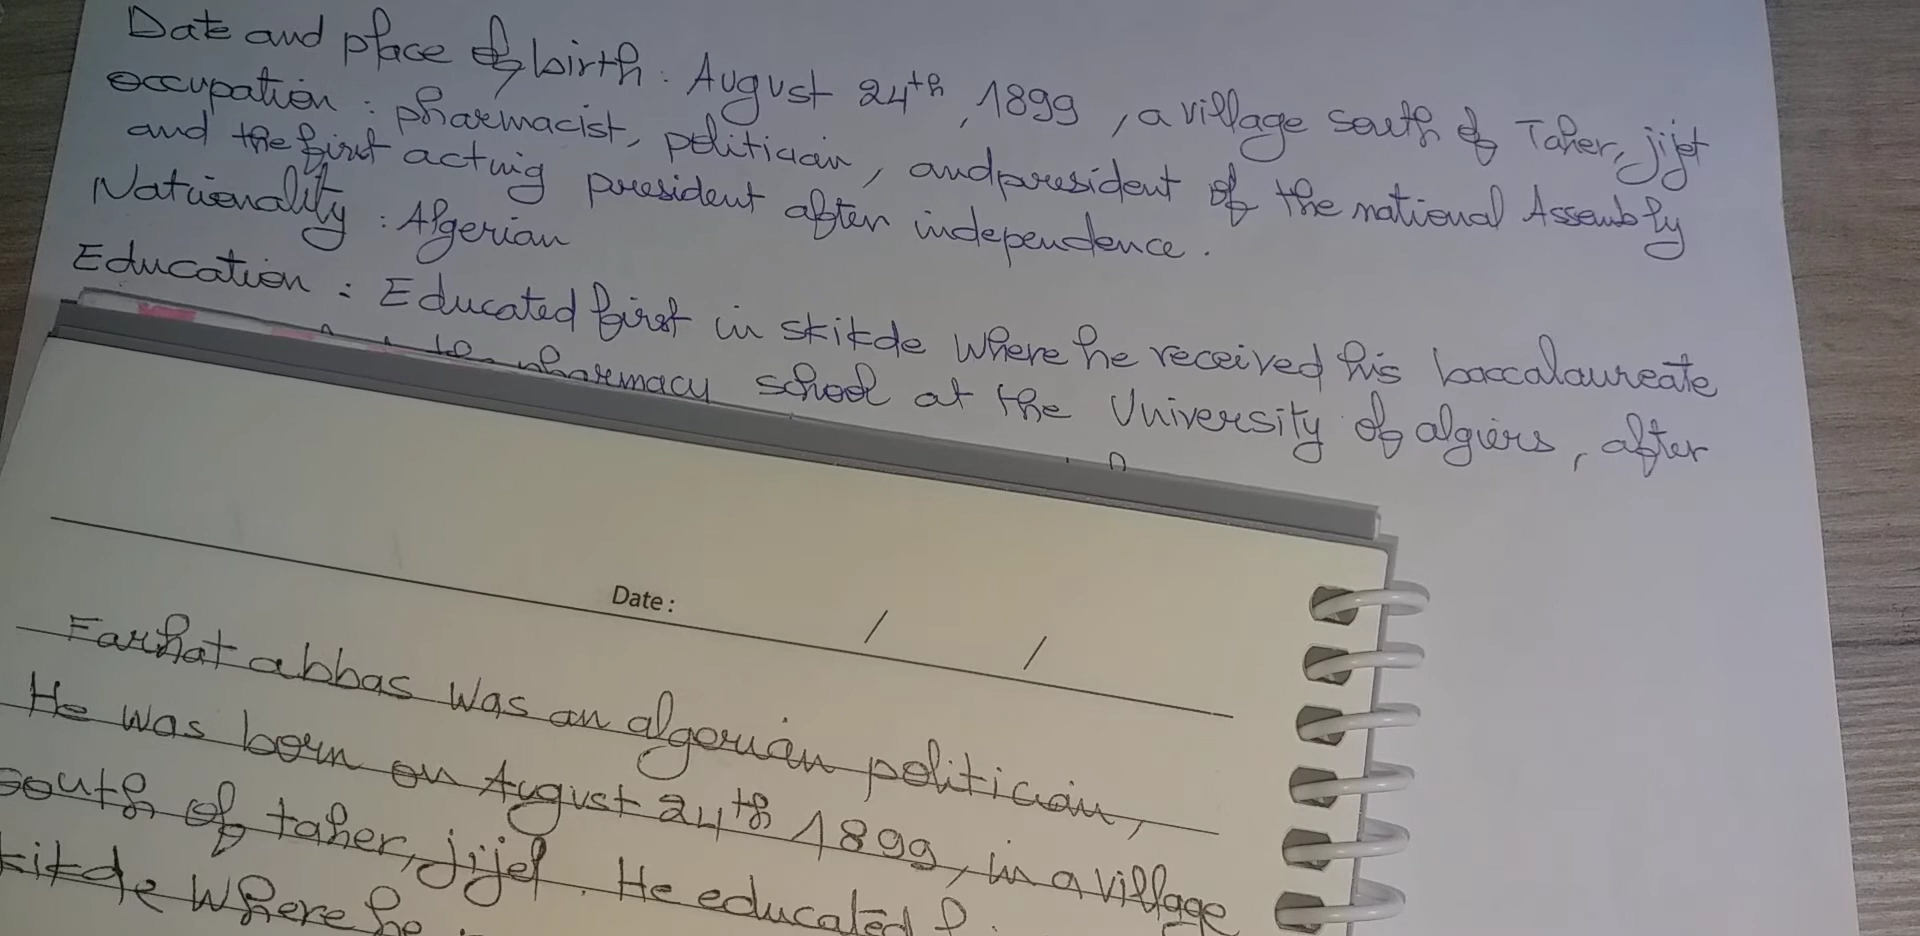 Date and place of birth : August 24th, 1899, a village south of Taher, jijel
occupation : pharmacist, politician, and president of the national Assembly
and the first acting president after independence.
Nationality : Algerian
Education : Educated first in skikde where he received his baccalaureate
the pharmacy school at the University of algiers, after
Date : / /
Farhat abbas was an algerian politician,
He was born on August 24th 1899, in a village
south of taher, jijel. He educated
kikde where he